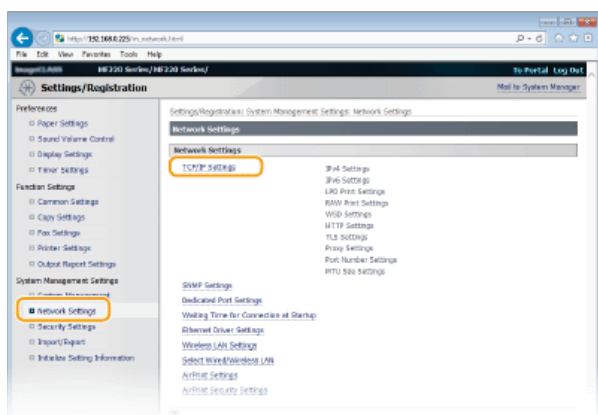 http://192.168.0.225/m_network.html
File Edit View Favorites Tools Help
MF220 Series / MF220 Series /
To Portal Log Out
Settings/Registration
Mail to System Manager
Preferences
Paper Settings
Sound Volume Control
Display Settings
Timer Settings
Function Settings
Common Settings
Copy Settings
Fax Settings
Printer Settings
Output Report Settings
System Management Settings
System Management
Network Settings
Security Settings
Import/Export
Initialize Setting Information
Settings/Registration: System Management Settings: Network Settings
Network Settings
Network Settings
TCP/IP Settings
IPv4 Settings
IPv6 Settings
LPD Print Settings
RAW Print Settings
WSD Settings
HTTP Settings
TLS Settings
Proxy Settings
Port Number Settings
MTU Size Settings
SNMP Settings
Dedicated Port Settings
Waiting Time for Connection at Startup
Ethernet Driver Settings
Wireless LAN Settings
Select Wired/Wireless LAN
AirPrint Settings
AirPrint Security Settings